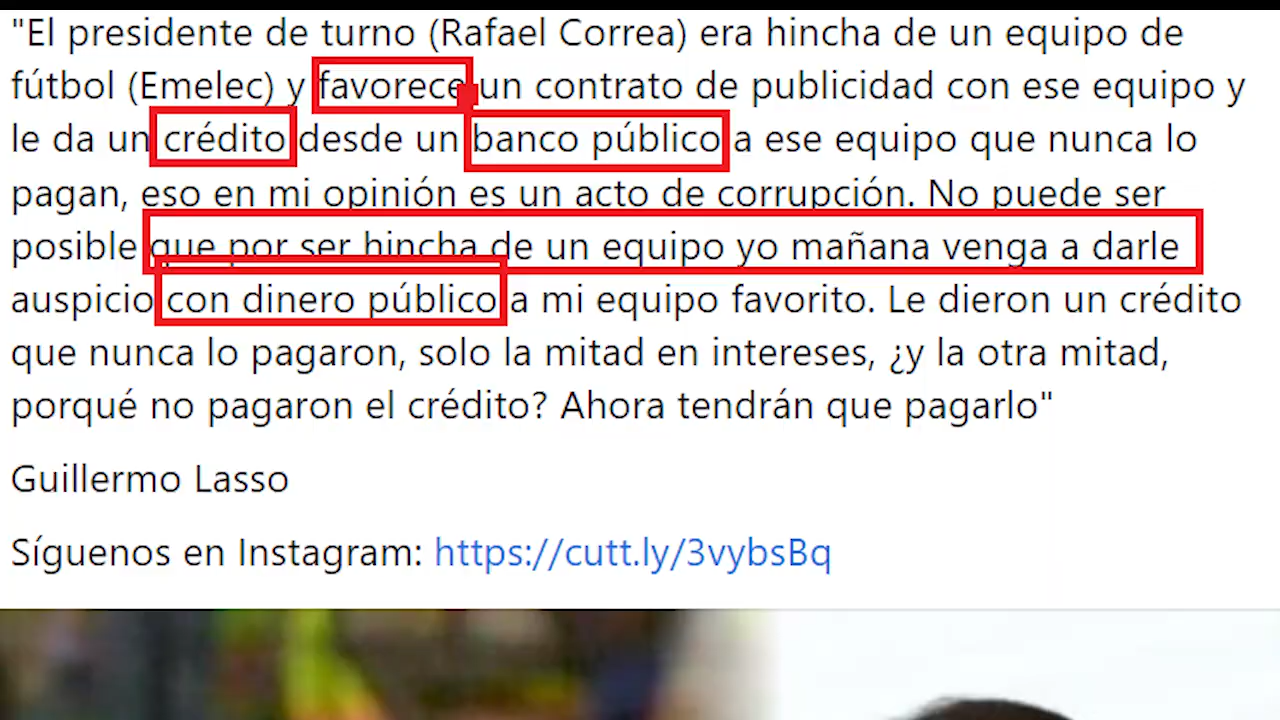 "El presidente de turno (Rafael Correa) era hincha de un equipo de
fútbol (Emelec) y favorece un contrato de publicidad con ese equipo y
le da un crédito desde un banco público a ese equipo que nunca lo
pagan, eso en mi opinión es un acto de corrupción. No puede ser
posible que por ser hincha de un equipo yo mañana venga a darle
auspicio con dinero público a mi equipo favorito. Le dieron un crédito
que nunca lo pagaron, solo la mitad en intereses, ¿y la otra mitad,
porqué no pagaron el crédito? Ahora tendrán que pagarlo"
Guillermo Lasso
Síguenos en Instagram: https://cutt.ly/3vybsBq